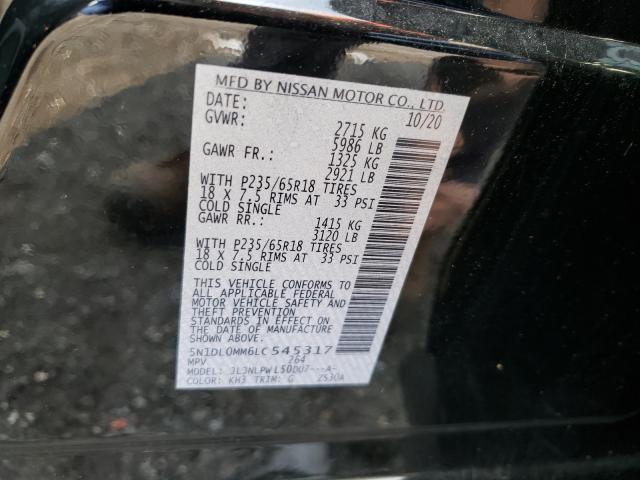 MFD BY NISSAN MOTOR CO., LTD.
DATE: 10/20
GVWR: 2715 KG
5986 LB
GAWR FR.: 1325 KG
2921 LB
WITH P235/65R18 TIRES
18 X 7.5 RIMS AT 33 PSI
COLD SINGLE
GAWR RR.: 1415 KG
3120 LB
WITH P235/65R18 TIRES
18 X 7.5 RIMS AT 33 PSI
COLD SINGLE
THIS VEHICLE CONFORMS TO
ALL APPLICABLE FEDERAL
MOTOR VEHICLE SAFETY AND
THEFT PREVENTION
STANDARDS IN EFFECT ON
THE DATE OF MANUFACTURE
SHOWN ABOVE.
5N1DL0MM6LC545317
MPV 264
MODEL: JLJNLPWL50DU7---A-
COLOR: KH3 TRIM: G ZS30A